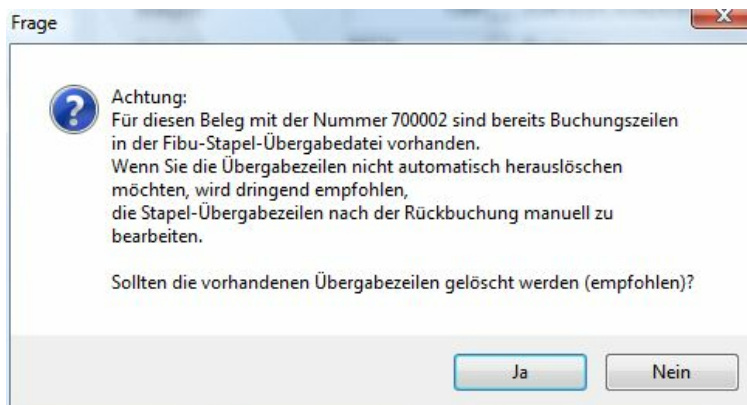 Frage
Achtung:
Für diesen Beleg mit der Nummer 700002 sind bereits Buchungszeilen
in der Fibu-Stapel-Übergabedatei vorhanden.
Wenn Sie die Übergabezeilen nicht automatisch herauslöschen
möchten, wird dringend empfohlen,
die Stapel-Übergabezeilen nach der Rückbuchung manuell zu
bearbeiten.
Sollten die vorhandenen Übergabezeilen gelöscht werden (empfohlen)?
Ja
Nein